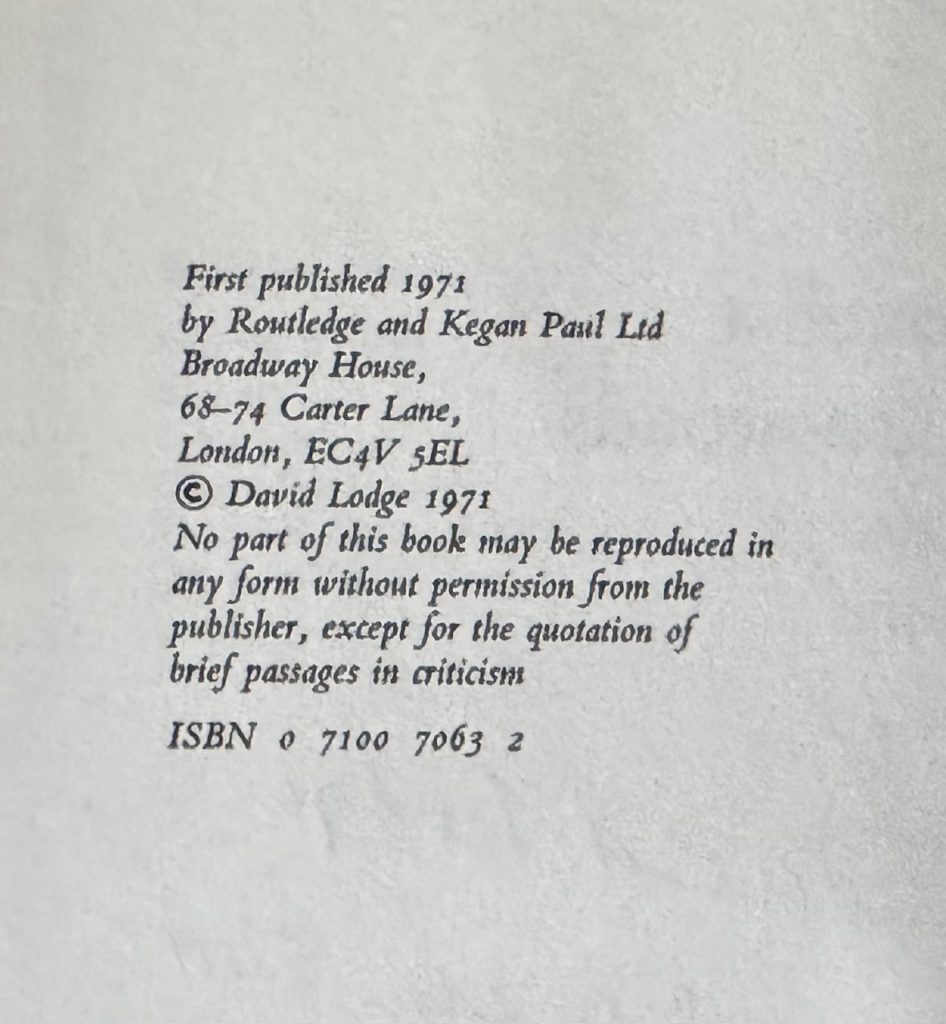 First published 1971
by Routledge and Kegan Paul Ltd
Broadway House,
68–74 Carter Lane,
London, EC4V 5EL
© David Lodge 1971
No part of this book may be reproduced in
any form without permission from the
publisher, except for the quotation of
brief passages in criticism
ISBN 0 7100 7063 2